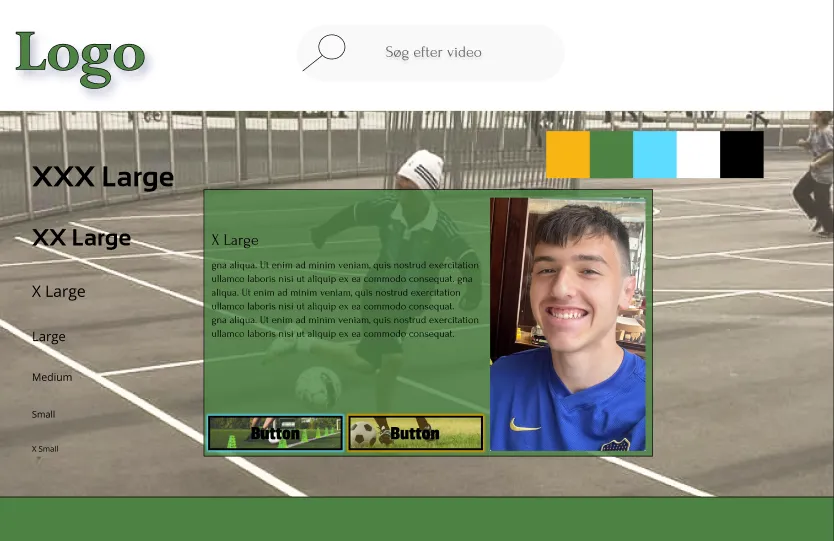 Logo
Søg efter video
XXX Large
XX Large
X Large
Large
Medium
Small
X Small
X Large
gna aliqua. Ut enim ad minim veniam, quis nostrud exercitation
ullamco laboris nisi ut aliquip ex ea commodo consequat. gna
aliqua. Ut enim ad minim veniam, quis nostrud exercitation
ullamco laboris nisi ut aliquip ex ea commodo consequat.
gna aliqua. Ut enim ad minim veniam, quis nostrud exercitation
ullamco laboris nisi ut aliquip ex ea commodo consequat.
Button
Button